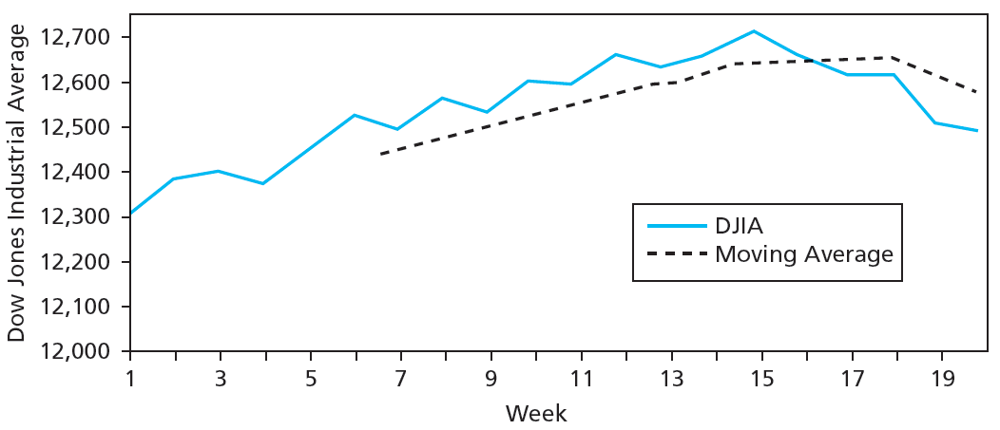 Dow Jones Industrial Average
12,700
12,600
12,500
12,400
12,300
12,200
12,100
12,000
DJIA
Moving Average
1 3 5 7 9 11 13 15 17 19
Week